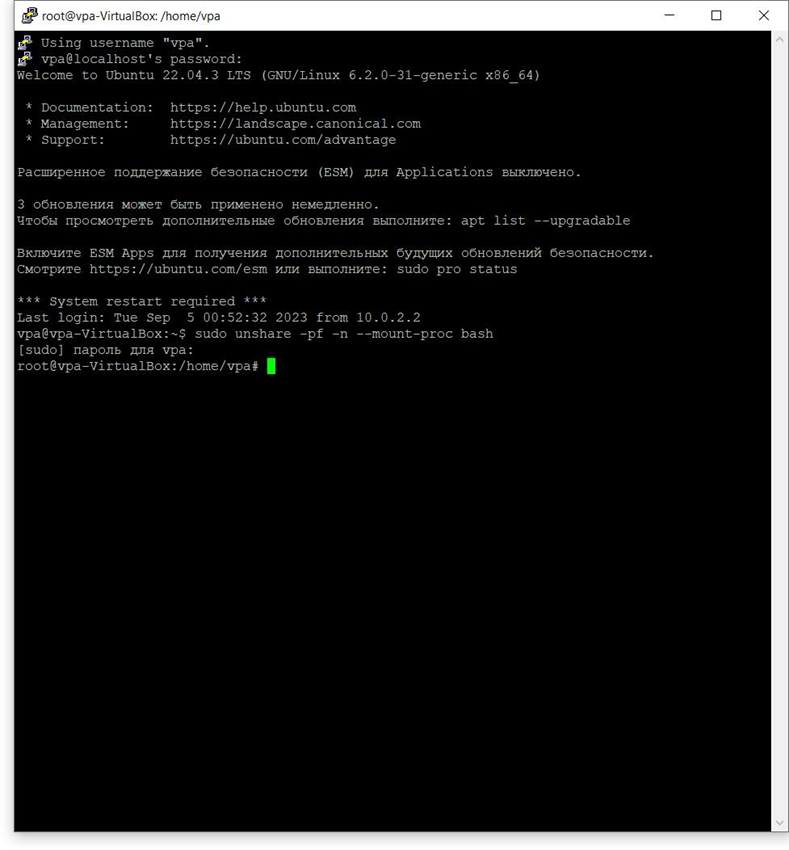 root@vpa-VirtualBox: /home/vpa
Using username "vpa".
vpa@localhost's password:
Welcome to Ubuntu 22.04.3 LTS (GNU/Linux 6.2.0-31-generic x86_64)
* Documentation:  https://help.ubuntu.com
* Management:     https://landscape.canonical.com
* Support:        https://ubuntu.com/advantage
Расширенное поддержание безопасности (ESM) для Applications выключено.
3 обновления может быть применено немедленно.
Чтобы просмотреть дополнительные обновления выполните: apt list --upgradable
Включите ESM Apps для получения дополнительных будущих обновлений безопасности.
Смотрите https://ubuntu.com/esm или выполните: sudo pro status
*** System restart required ***
Last login: Tue Sep  5 00:52:32 2023 from 10.0.2.2
vpa@vpa-VirtualBox:~$ sudo unshare -pf -n --mount-proc bash
[sudo] пароль для vpa:
root@vpa-VirtualBox:/home/vpa#